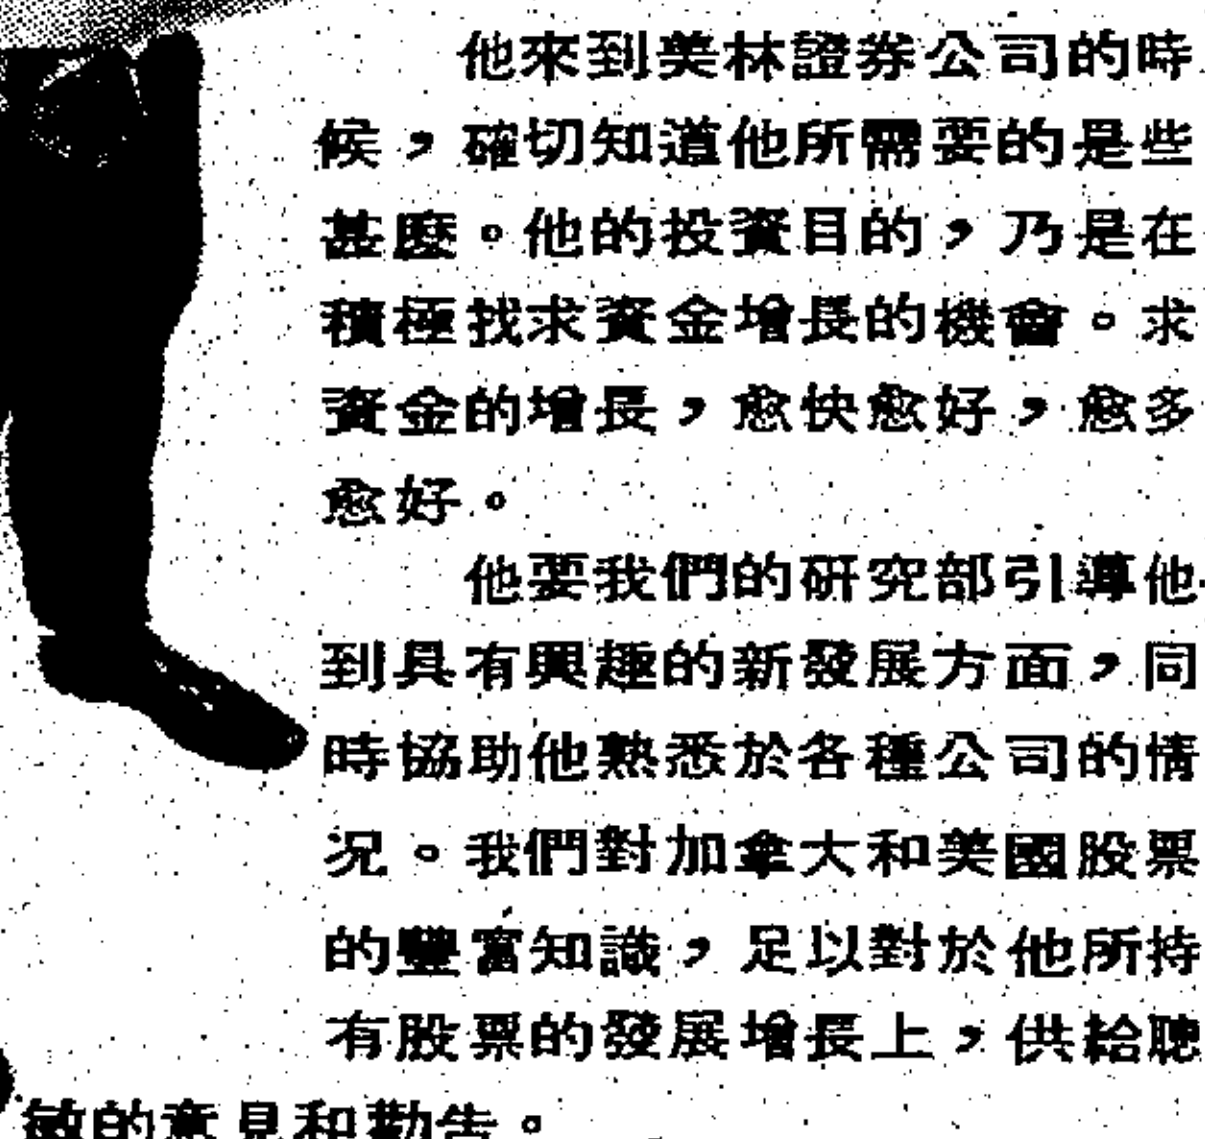 他來到美林證券公司的時
候，確切知道他所需要的是些
甚麼。他的投資目的，乃是在
積極找求資金增長的機會。求
資金的增長，愈快愈好，愈多
愈好。
他要我們的研究部引導他
到具有興趣的新發展方面，同
時協助他熟悉於各種公司的情
況。我們對加拿大和美國股票
的豐富知識，足以對於他所持
有股票的發展增長上，供給聰
敏的意見和勸告。